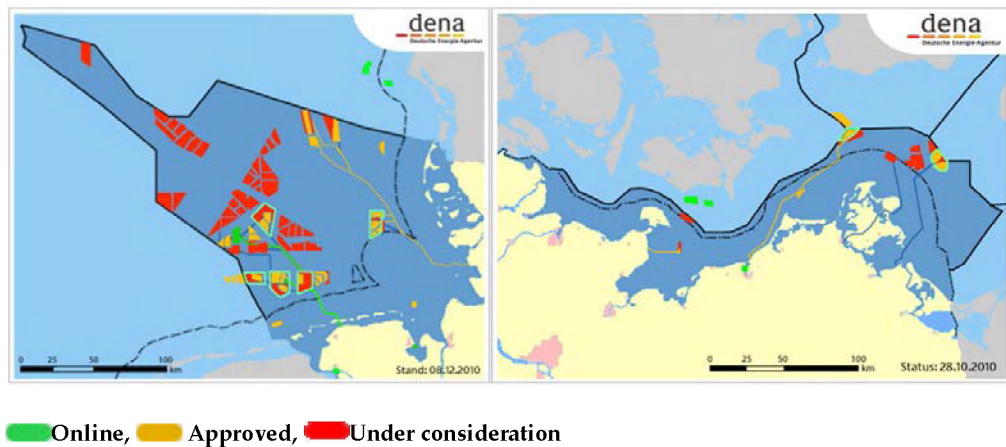 dena
Deutsche Energie-Agentur
0 25 50 100
km
Stand: 08.12.2010
dena
Deutsche Energie-Agentur
0 25 50 100
km
Status: 28.10.2010
Online, Approved, Under consideration